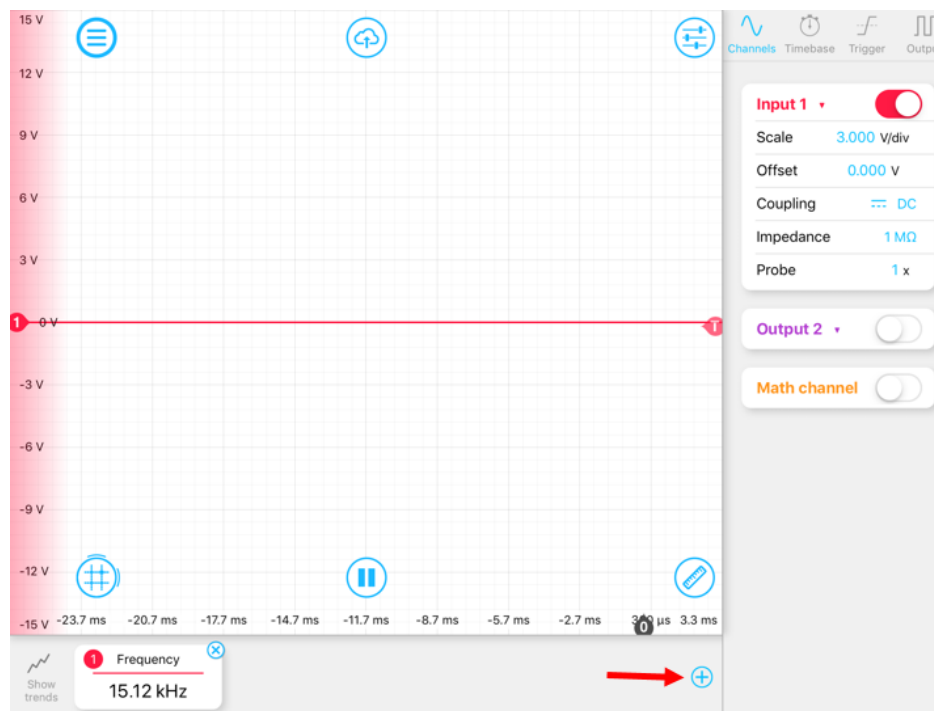 15 V
12 V
9 V
6 V
3 V
1 0 V
T
-3 V
-6 V
-9 V
-12 V
-15 V
-23.7 ms -20.7 ms -17.7 ms -14.7 ms -11.7 ms -8.7 ms -5.7 ms -2.7 ms µs 3.3 ms
0
Show
trends
1 Frequency
15.12 kHz
Channels Timebase Trigger Outpu
Input 1
Scale 3.000 V/div
Offset 0.000 V
Coupling DC
Impedance 1 MΩ
Probe 1 x
Output 2
Math channel